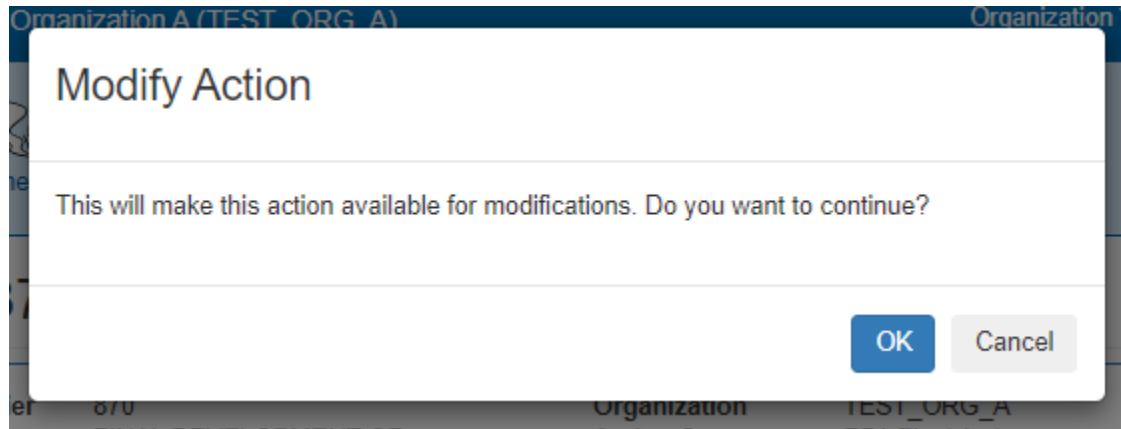 Organization A (TEST_ORG_A) Organization
Modify Action
This will make this action available for modifications. Do you want to continue?
OK Cancel
870 Organization TEST_ORG_A